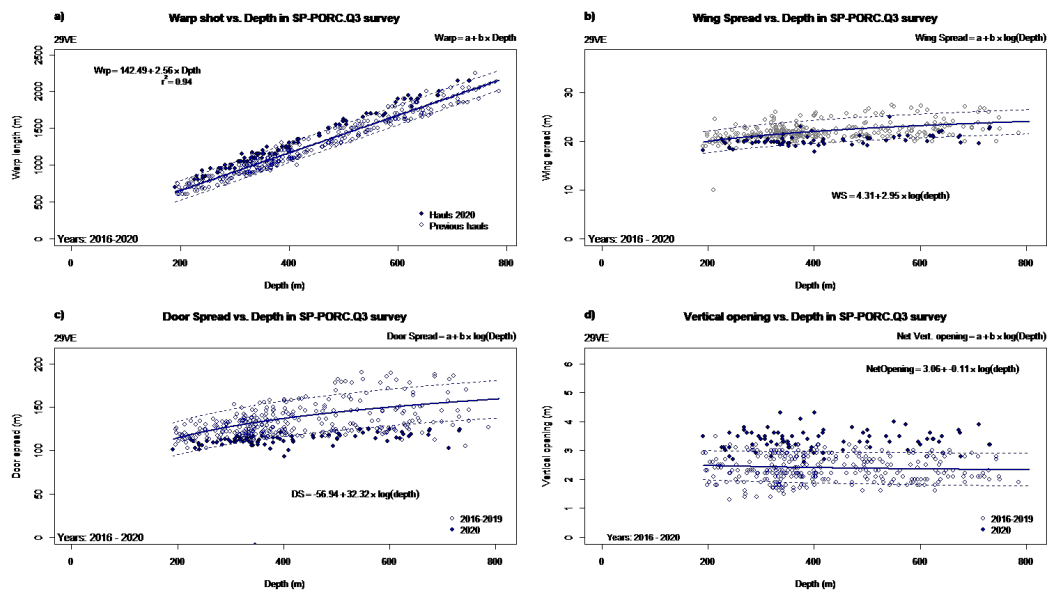 a)
Warp shot vs. Depth in SP-PORC.Q3 survey
29VE
Warp = a + b × Depth
Wrp = 142.49 + 2.56 × Dpth
r² = 0.94
Warp length (m)
0 500 1000 1500 2000 2500
Hauls 2020
Previous hauls
Years: 2016-2020
0 200 400 600 800
Depth (m)
b)
Wing Spread vs. Depth in SP-PORC.Q3 survey
29VE
Wing Spread = a + b × log(Depth)
Wing spread (m)
0 10 20 30
WS = 4.31 + 2.95 × log(depth)
Years: 2016 - 2020
0 200 400 600 800
Depth (m)
c)
Door Spread vs. Depth in SP-PORC.Q3 survey
29VE
Door Spread = a + b × log(Depth)
Door spread (m)
0 50 100 150 200
DS = -56.94 + 32.32 × log(depth)
2016-2019
2020
Years: 2016 - 2020
0 200 400 600 800
Depth (m)
d)
Vertical opening vs. Depth in SP-PORC.Q3 survey
29VE
Net Vert. opening = a + b × log(Depth)
NetOpening = 3.06 + -0.11 × log(depth)
Vertical opening (m)
0 1 2 3 4 5 6
2016-2019
2020
Years: 2016 - 2020
0 200 400 600 800
Depth (m)